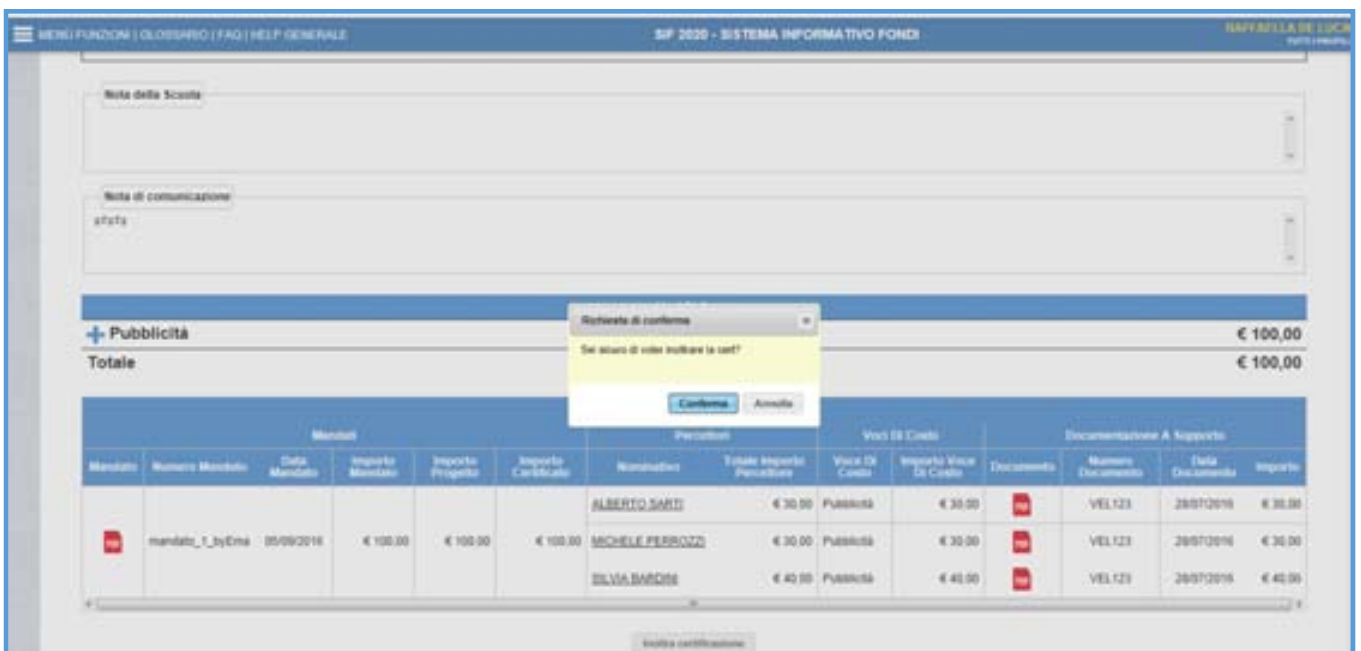 MENÙ FUNZIONI | GLOSSARIO | FAQ | HELP GENERALE
SIF 2020 - SISTEMA INFORMATIVO FONDI
RAFFAELLA DE LUCA
Nota della Scuola
Nota di comunicazione
Richiesta di conferma
Sei sicuro di voler inoltrare la cert?
Conferma Annulla
Pubblicità € 100,00
Totale € 100,00
Mandati Percettori Voci Di Costo Documentazione A Supporto
Mandato Numero Mandato Data Mandato Importo Mandato Importo Progetto Importo Certificato Nominativo Totale Importo Percettore Voce Di Costo Importo Voce Di Costo Documento Numero Documento Data Documento Importo
ALBERTO SARTI € 30,00 Pubblicità € 30,00 VEL123 28/07/2016 € 30,00
mandato_1_byEma 05/09/2016 € 100,00 € 100,00 € 100,00 MICHELE PERROZZI € 30,00 Pubblicità € 30,00 VEL123 28/07/2016 € 30,00
SILVIA BARDINI € 40,00 Pubblicità € 40,00 VEL123 28/07/2016 € 40,00
Inoltra certificazione